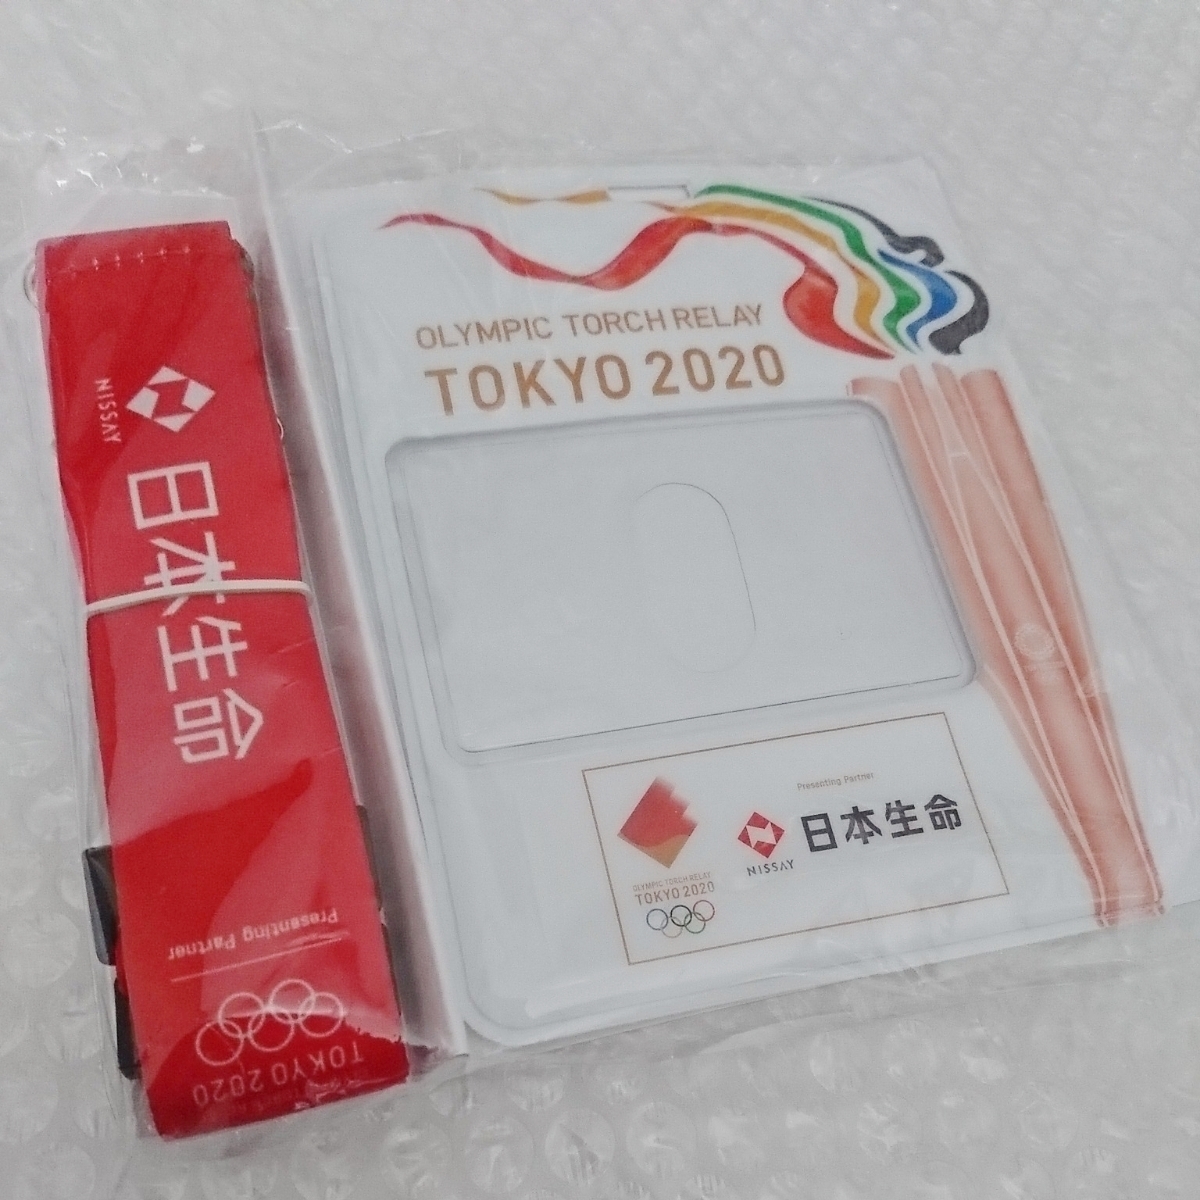 NISSAY
日本生命
Presenting Partner
TOKYO 2020
OLYMPIC TORCH RELAY
TOKYO 2020
Presenting Partner
日本生命
NISSAY
OLYMPIC TORCH RELAY
TOKYO 2020